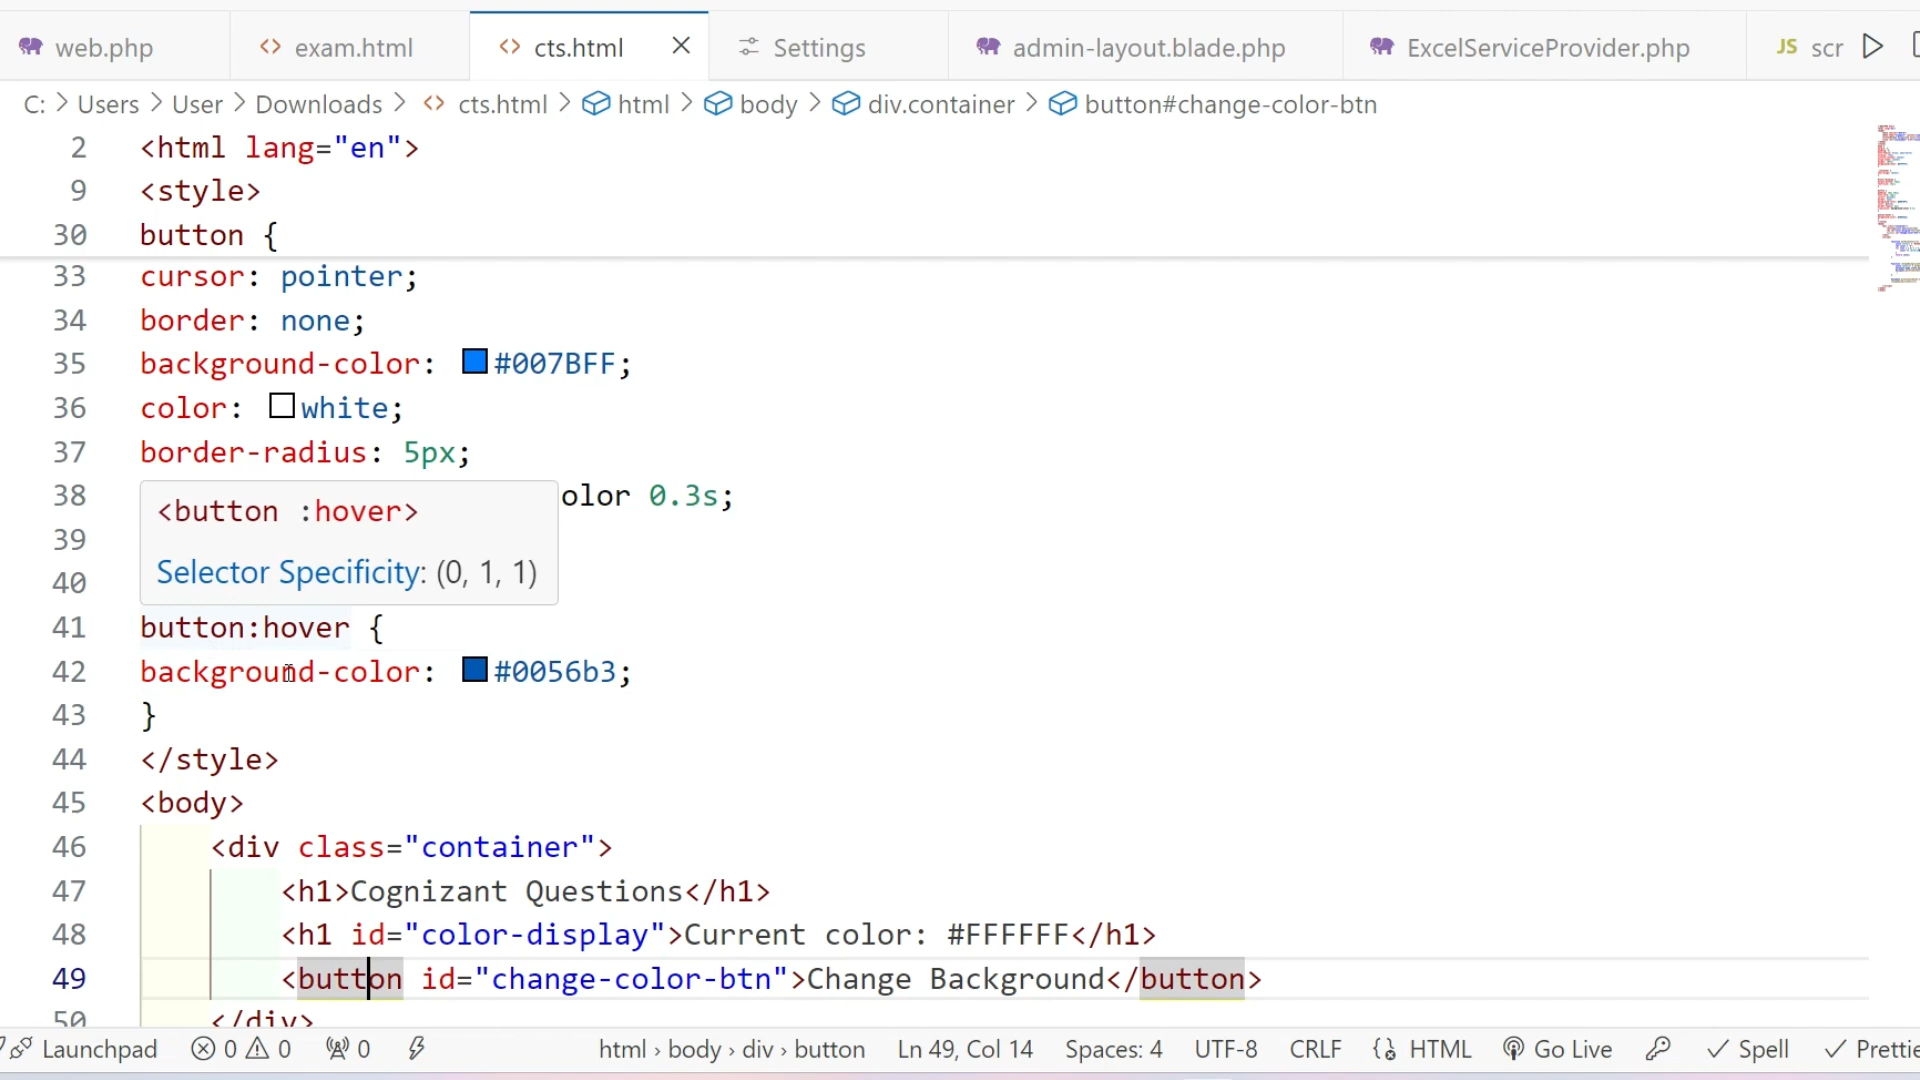 web.php exam.html cts.html Settings admin-layout.blade.php ExcelServiceProvider.php JS scr
C: > Users > User > Downloads > cts.html > html > body > div.container > button#change-color-btn
2 <html lang="en">
9 <style>
30 button {
33 cursor: pointer;
34 border: none;
35 background-color: #007BFF;
36 color: white;
37 border-radius: 5px;
38 olor 0.3s;
<button :hover>
39
Selector Specificity: (0, 1, 1)
40
41 button:hover {
42 background-color: #0056b3;
43 }
44 </style>
45 <body>
46 <div class="container">
47 <h1>Cognizant Questions</h1>
48 <h1 id="color-display">Current color: #FFFFFF</h1>
49 <button id="change-color-btn">Change Background</button>
50 </div>
Launchpad 0 0 0 html › body › div › button Ln 49, Col 14 Spaces: 4 UTF-8 CRLF HTML Go Live Spell Prettie